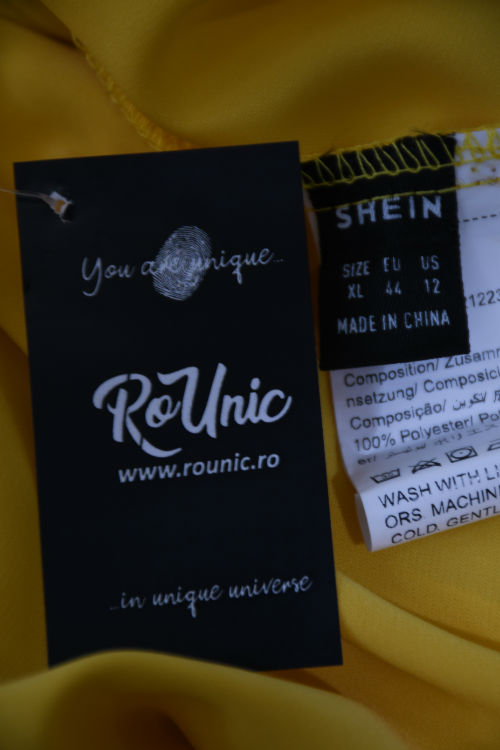 You are unique...
RoUnic
www.rounic.ro
...in unique universe
SHEIN
SIZE EU US
XL 44 12
MADE IN CHINA
Composition/ Zusamm
nsetzung/ Composici
Composição/
100% Polyester/
WASH WITH LI
ORS. MACHIN
COLD. GENTL